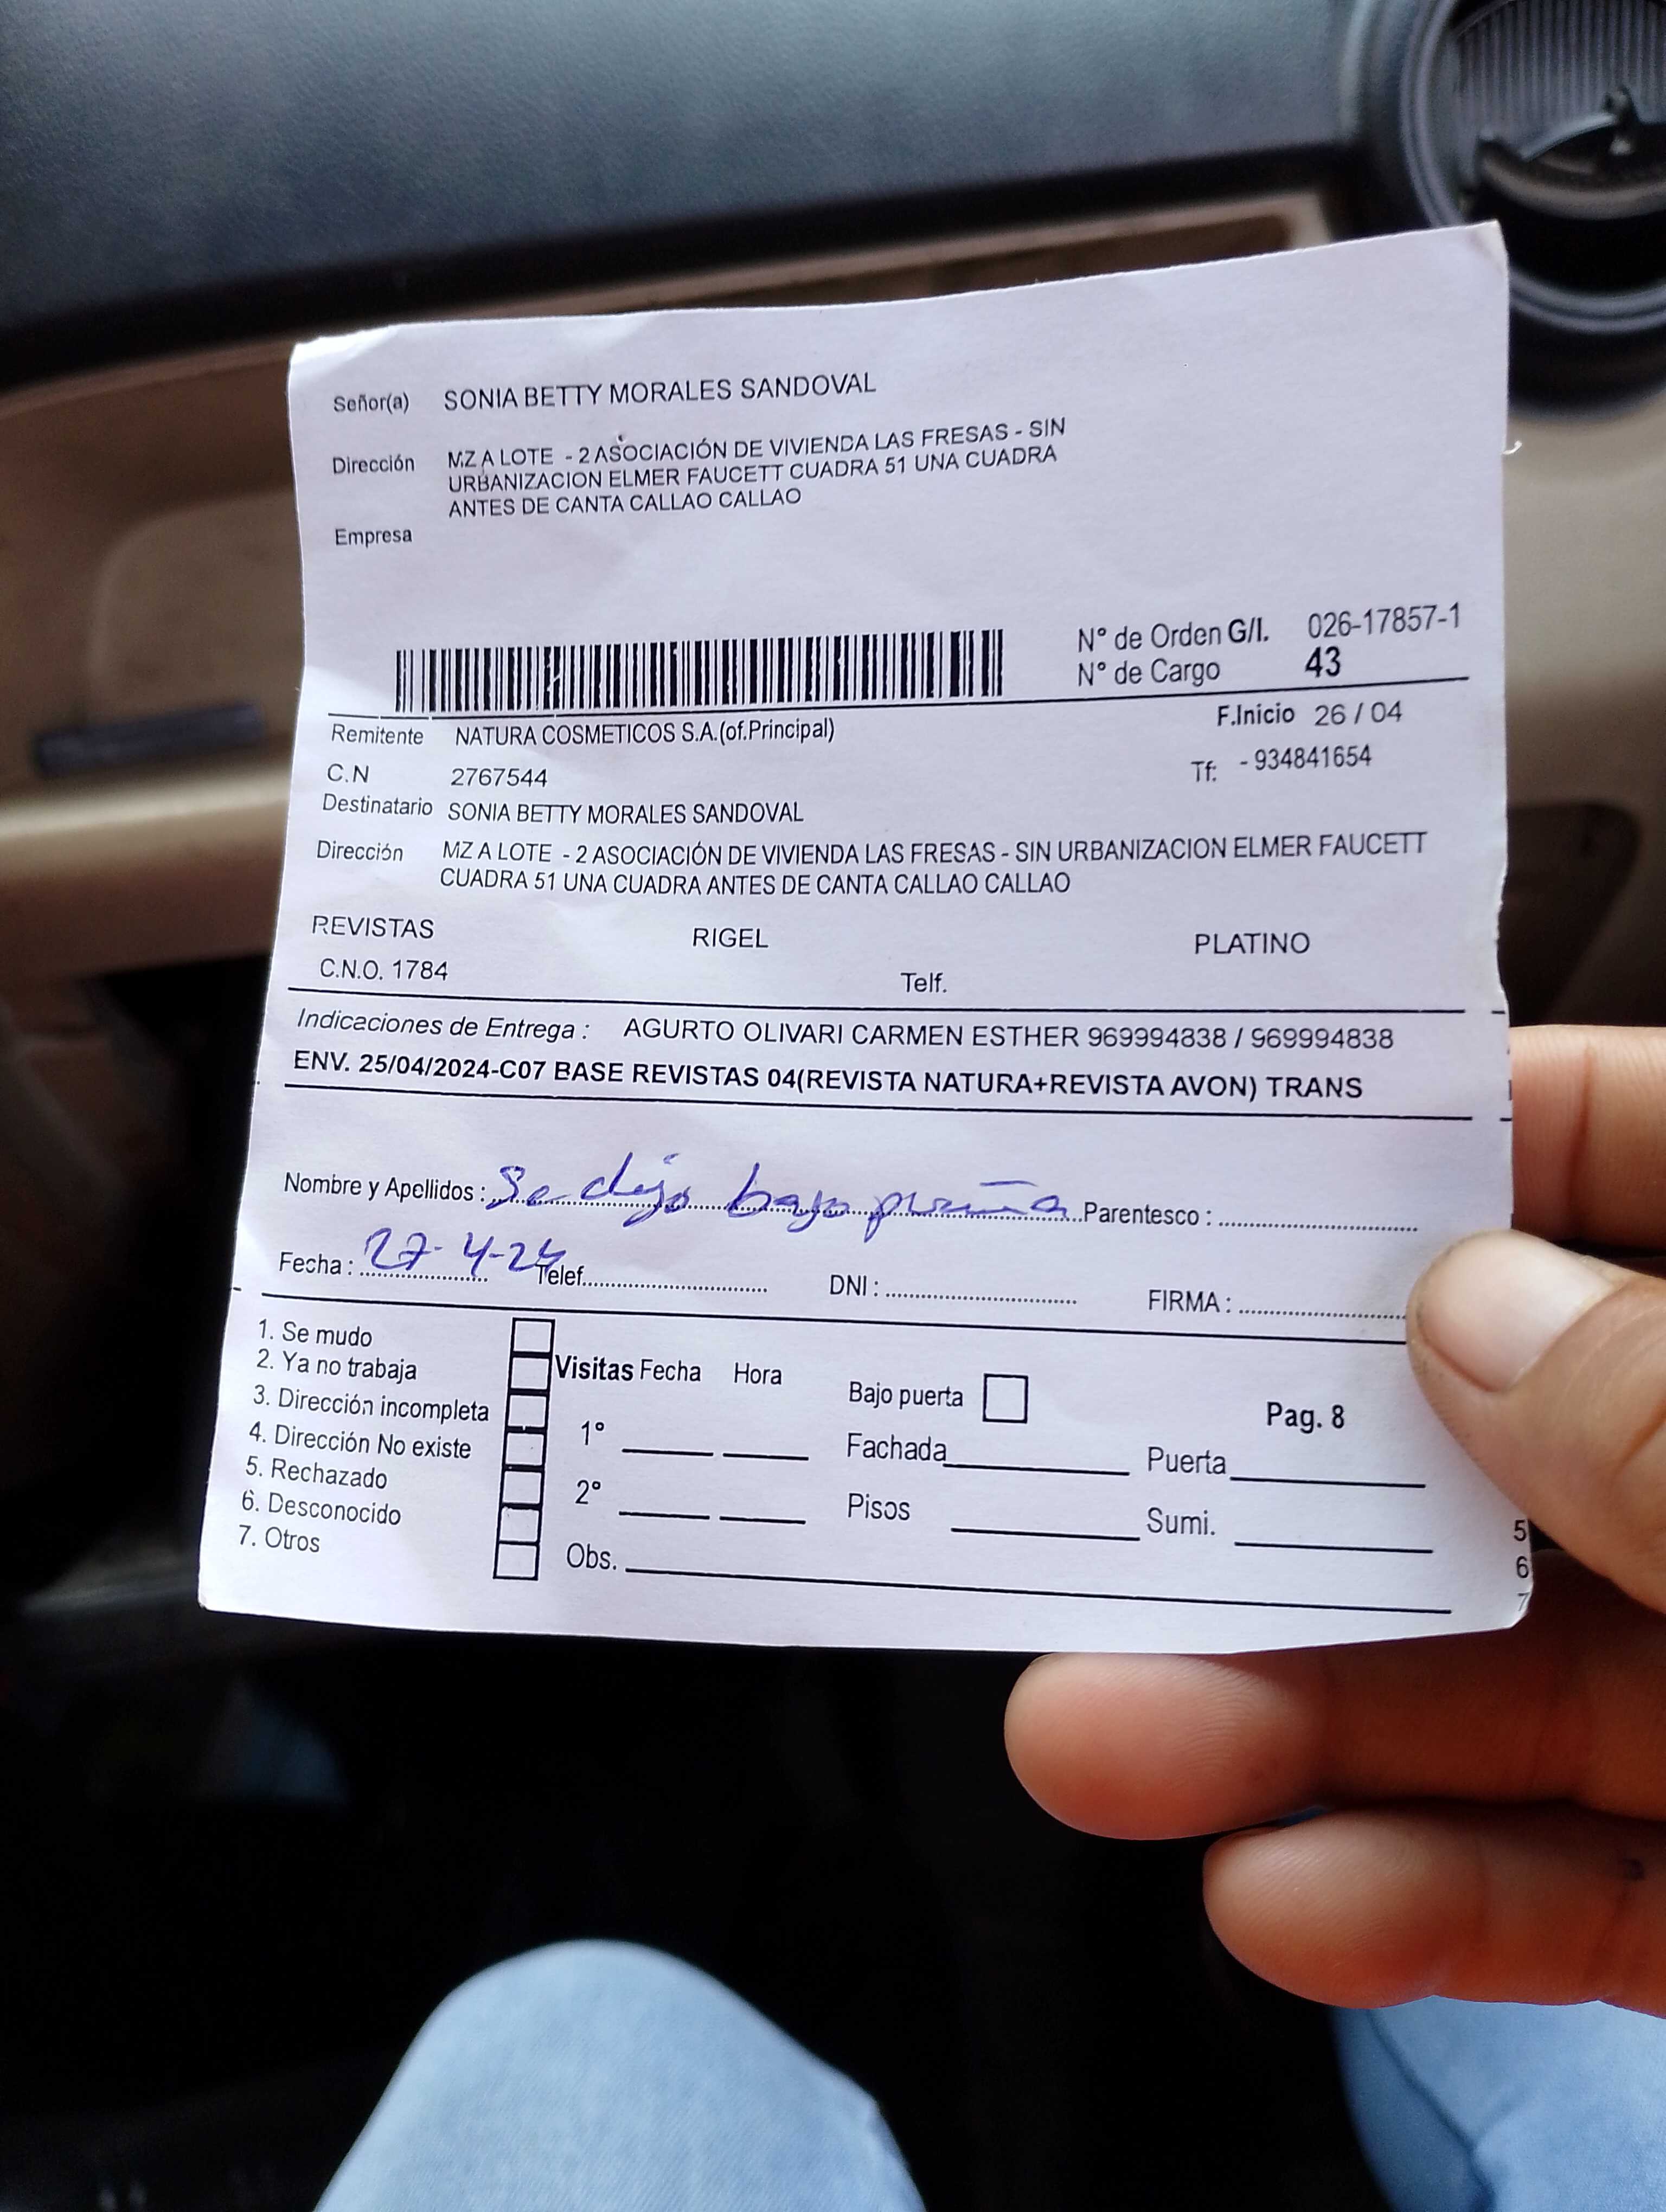 Señor(a) SONIA BETTY MORALES SANDOVAL
Dirección MZ A LOTE - 2 ASOCIACIÓN DE VIVIENDA LAS FRESAS - SIN
URBANIZACION ELMER FAUCETT CUADRA 51 UNA CUADRA
ANTES DE CANTA CALLAO CALLAO
Empresa
N° de Orden G/I. 026-17857-1
N° de Cargo 43
Remitente NATURA COSMETICOS S.A.(of.Principal) F.Inicio 26 / 04
C.N 2767544 Tf: - 934841654
Destinatario SONIA BETTY MORALES SANDOVAL
Dirección MZ A LOTE - 2 ASOCIACIÓN DE VIVIENDA LAS FRESAS - SIN URBANIZACION ELMER FAUCETT
CUADRA 51 UNA CUADRA ANTES DE CANTA CALLAO CALLAO
REVISTAS RIGEL PLATINO
C.N.O. 1784 Telf.
Indicaciones de Entrega : AGURTO OLIVARI CARMEN ESTHER 969994838 / 969994838
ENV. 25/04/2024-C07 BASE REVISTAS 04(REVISTA NATURA+REVISTA AVON) TRANS
Nombre y Apellidos : Se dejo bajo Parentesco :
Fecha : 27-4-24 Telef. DNI : FIRMA :
1. Se mudo
2. Ya no trabaja Visitas Fecha Hora Bajo puerta Pag. 8
3. Dirección incompleta 1° Fachada Puerta
4. Dirección No existe
5. Rechazado 2° Pisos Sumi. 5
6. Desconocido 6
7. Otros Obs. 7